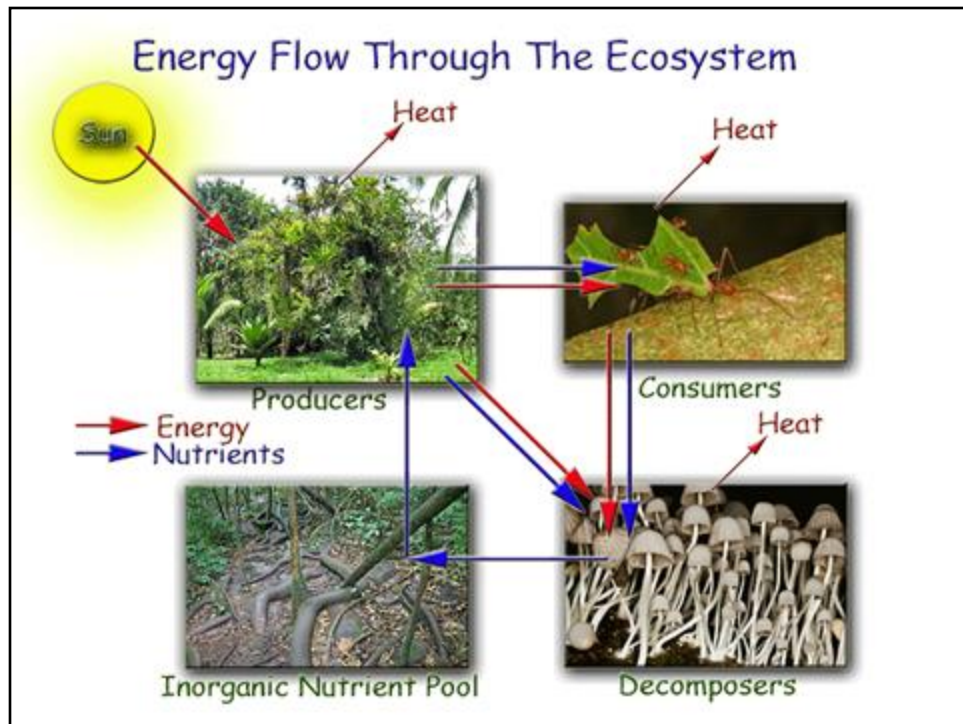 Energy Flow Through The Ecosystem
Sun
Heat
Heat
Producers
Consumers
Energy
Nutrients
Heat
Inorganic Nutrient Pool
Decomposers